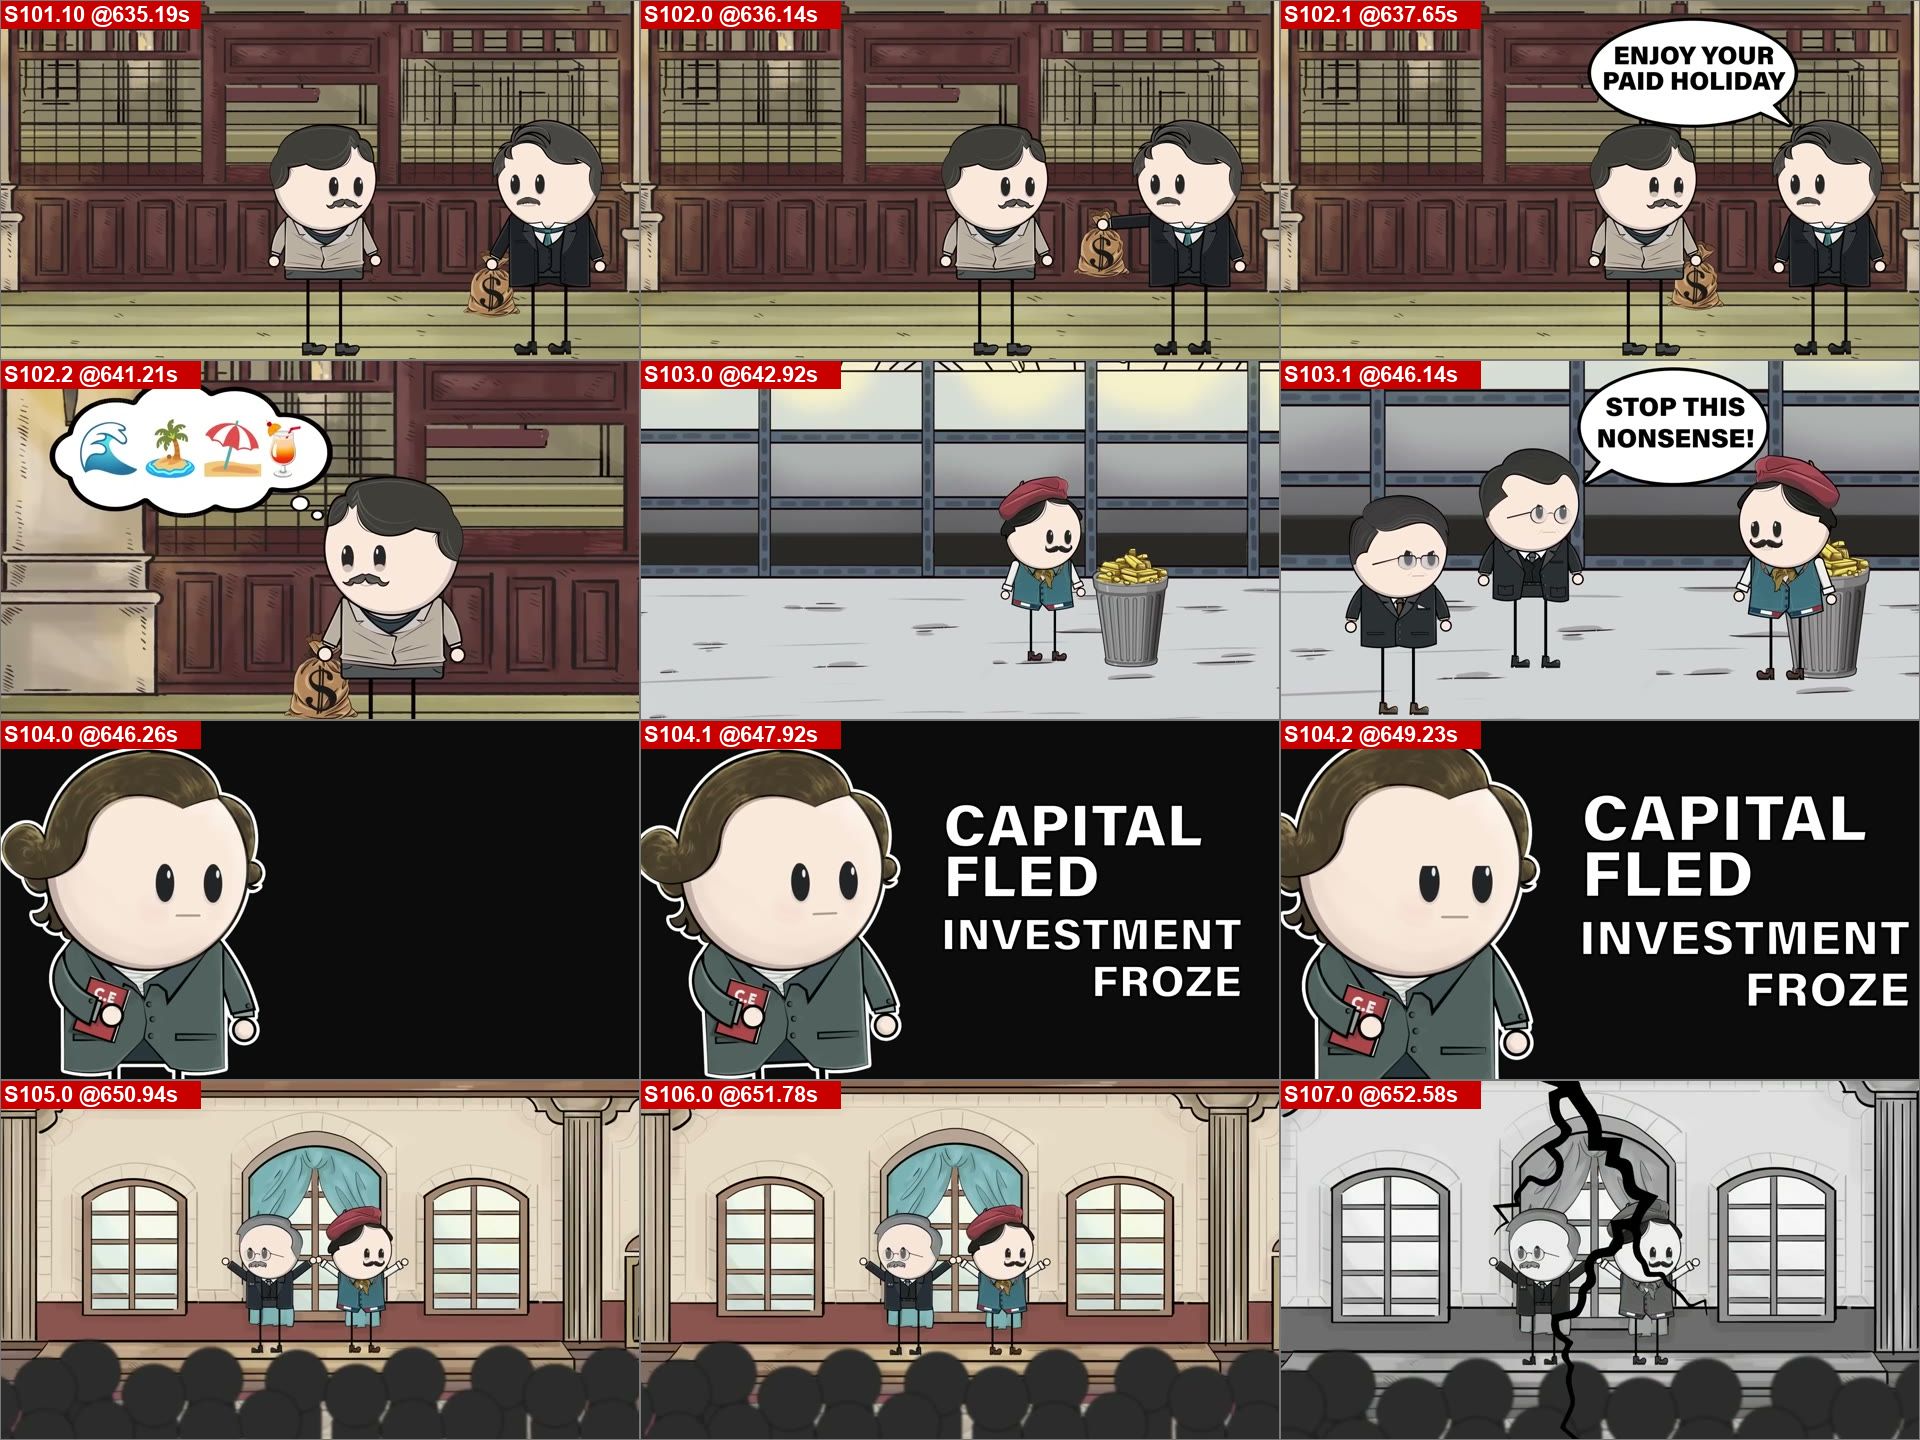 S101.10 @635.19s
S102.0 @636.14s
S102.1 @637.65s
ENJOY YOUR
PAID HOLIDAY
$
$
$
S102.2 @641.21s
S103.0 @642.92s
S103.1 @646.14s
STOP THIS
NONSENSE!
$
S104.0 @646.26s
S104.1 @647.92s
S104.2 @649.23s
CAPITAL
FLED
INVESTMENT
FROZE
CAPITAL
FLED
INVESTMENT
FROZE
C.E
C.E
C.E
S105.0 @650.94s
S106.0 @651.78s
S107.0 @652.58s